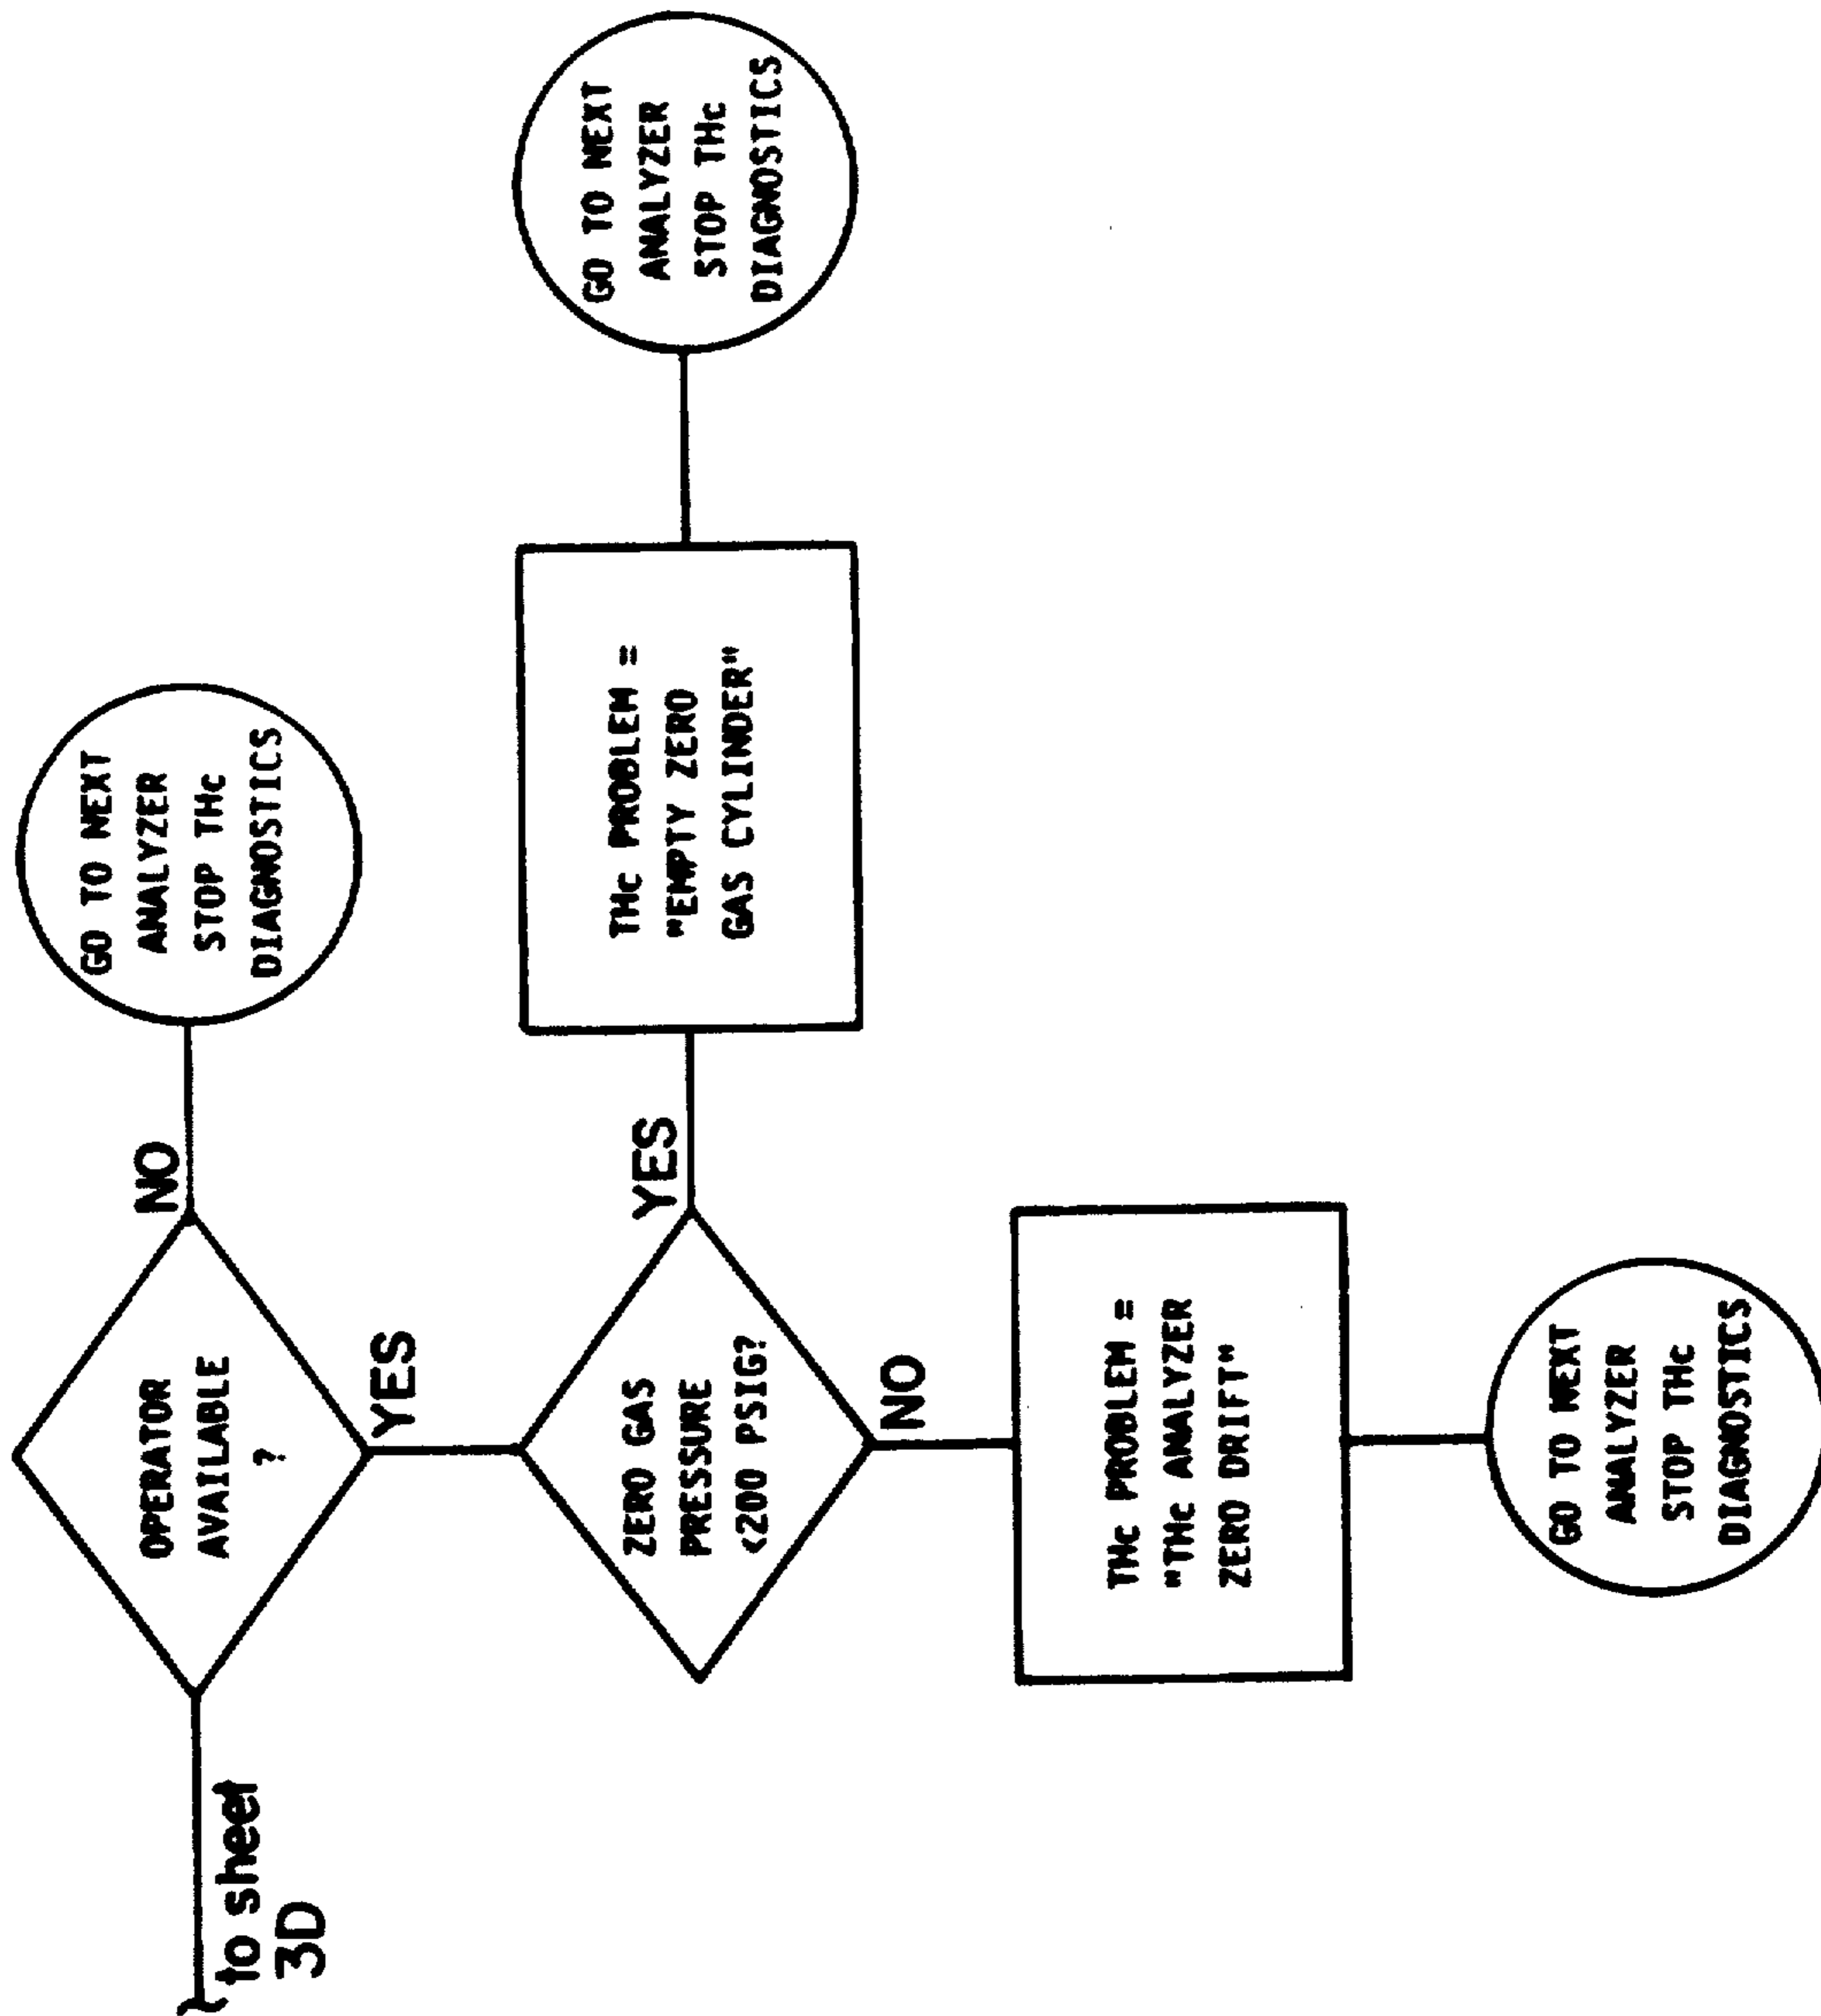 to sheet
3D
OPERATOR
AVAILABLE
?
NO
GO TO NEXT
ANALYZER
STOP THc
DIAGNOSTICS
YES
ZERO GAS
PRESSURE
<200 PSIG?
YES
THc PROBLEM =
"EMPTY ZERO
GAS CYLINDER"
GO TO NEXT
ANALYZER
STOP THc
DIAGNOSTICS
NO
THc PROBLEM =
"THc ANALYZER
ZERO DRIFT"
GO TO NEXT
ANALYZER
STOP THc
DIAGNOSTICS